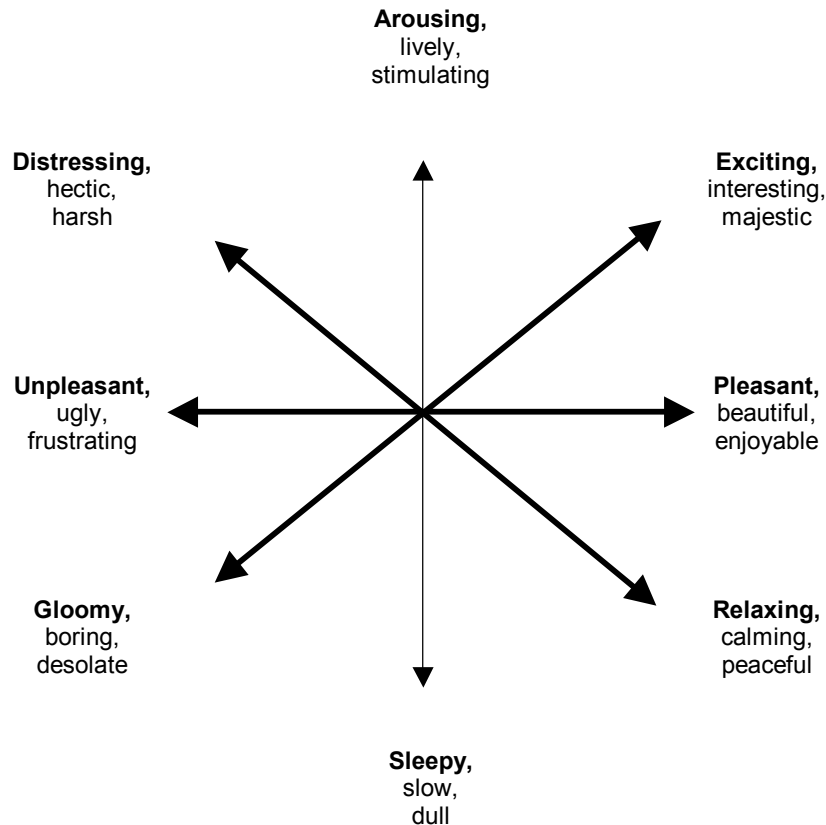 Arousing,
lively,
stimulating
Distressing,
hectic,
harsh
Exciting,
interesting,
majestic
Unpleasant,
ugly,
frustrating
Pleasant,
beautiful,
enjoyable
Gloomy,
boring,
desolate
Relaxing,
calming,
peaceful
Sleepy,
slow,
dull